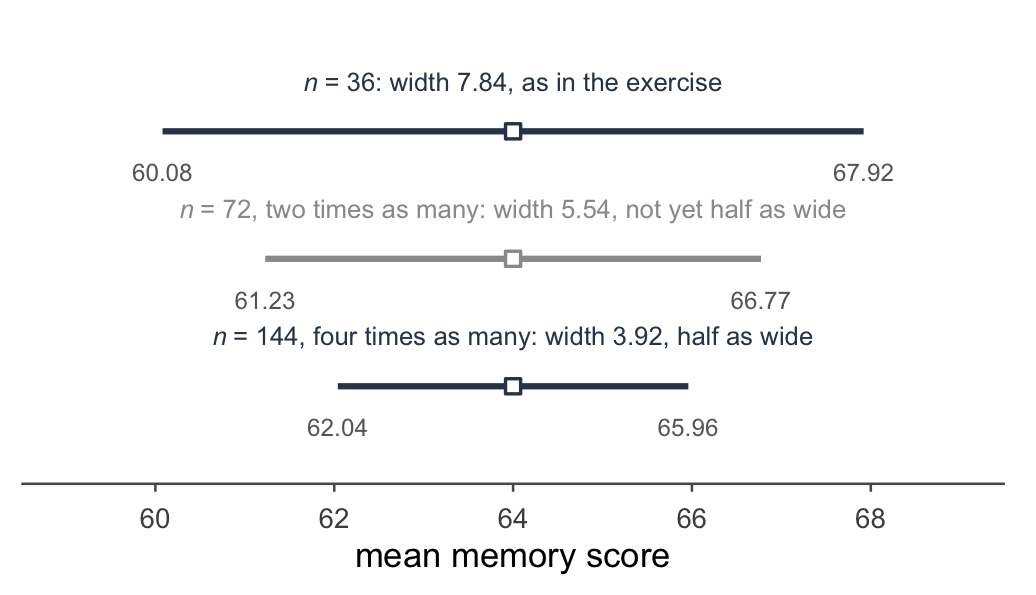 n = 36: width 7.84, as in the exercise
60.08 67.92
n = 72, two times as many: width 5.54, not yet half as wide
61.23 66.77
n = 144, four times as many: width 3.92, half as wide
62.04 65.96
60 62 64 66 68
mean memory score